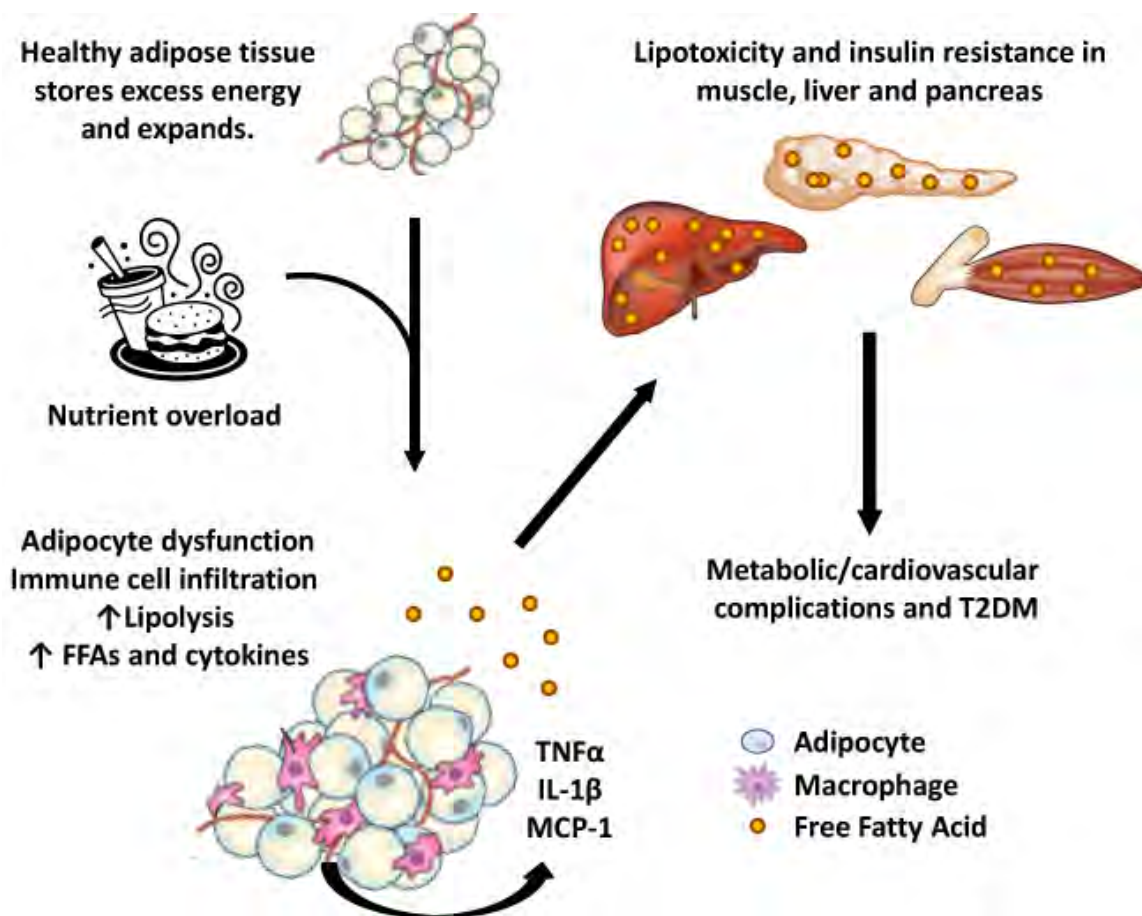 Healthy adipose tissue
stores excess energy
and expands.
Lipotoxicity and insulin resistance in
muscle, liver and pancreas
Nutrient overload
Adipocyte dysfunction
Immune cell infiltration
↑Lipolysis
↑ FFAs and cytokines
Metabolic/cardiovascular
complications and T2DM
TNFα
IL-1β
MCP-1
Adipocyte
Macrophage
Free Fatty Acid